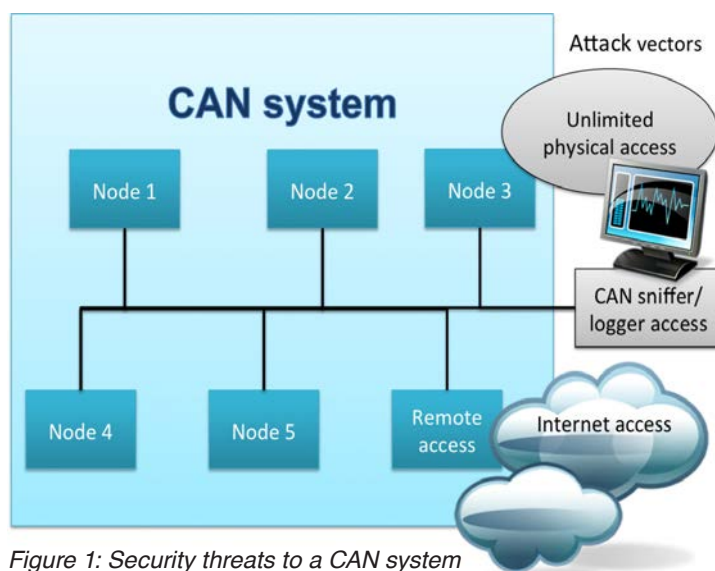 Attack vectors
CAN system
Unlimited
physical access
Node 1
Node 2
Node 3
CAN sniffer/
logger access
Node 4
Node 5
Remote
access
Internet access
Figure 1: Security threats to a CAN system